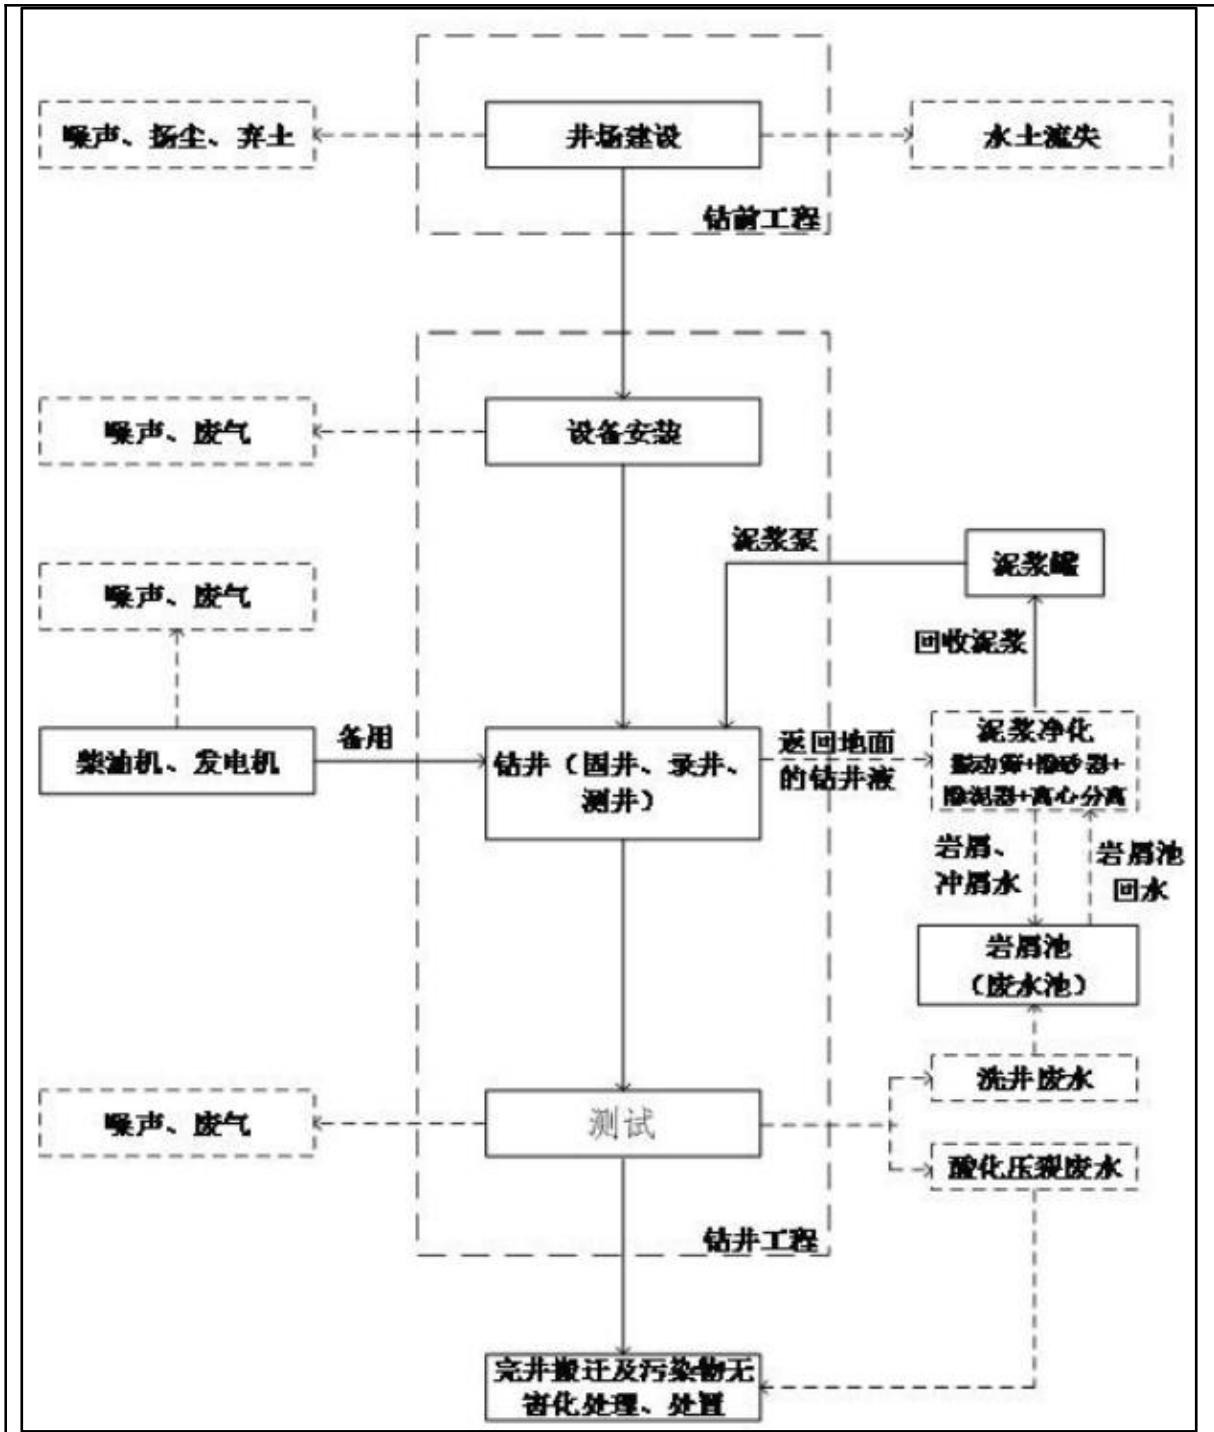 噪声、扬尘、弃土
井场建设
水土流失
钻前工程
噪声、废气
设备安装
泥浆泵
泥浆罐
噪声、废气
回收泥浆
柴油机、发电机
备用
钻井（固井、录井、
测井）
返回地面
的钻井液
泥浆净化
振动筛+除砂器+
除泥器+离心分离
岩屑、
冲屑水
岩屑池
回水
岩屑池
（废水池）
洗井废水
噪声、废气
测试
酸化压裂废水
钻井工程
完井搬迁及污染物无
害化处理、处置